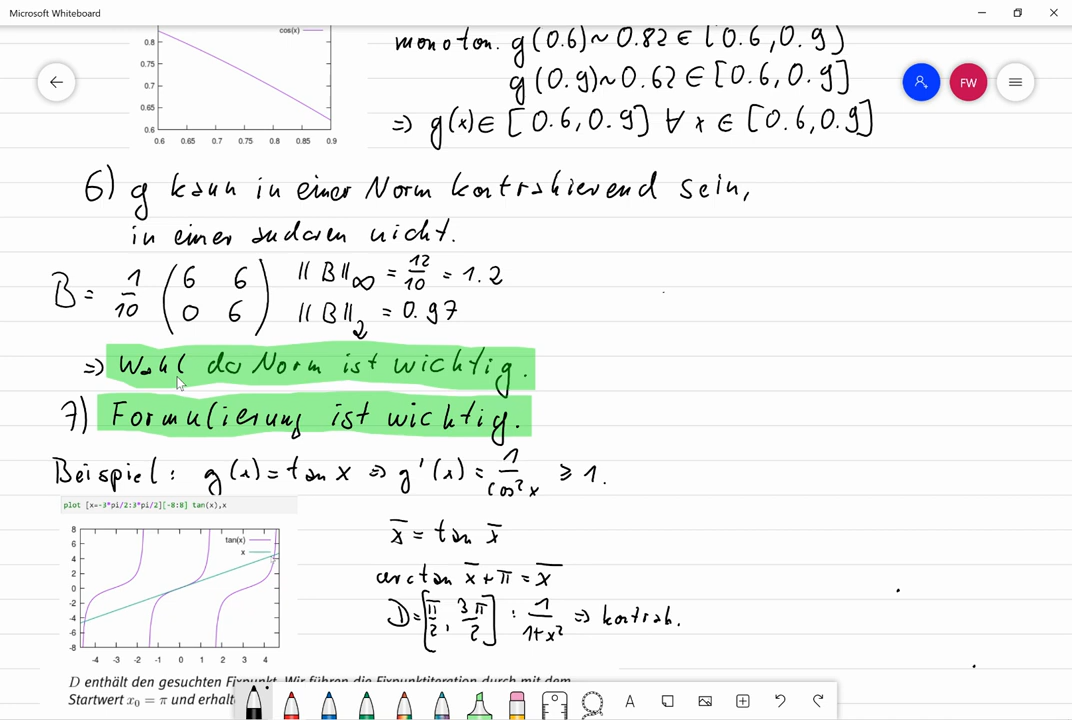 Microsoft Whiteboard
cos(x)
0.8
0.75
0.7
0.65
0.6
0.6 0.65 0.7 0.75 0.8 0.85 0.9
monoton. g(0.6)~0.82 ∈ [0.6,0.9]
g(0.9)~0.62 ∈ [0.6,0.9]
=> g(x) ∈ [0.6,0.9] ∀ x ∈ [0.6,0.9]
FW
6) g kann in einer Norm kontrahierend sein,
in einer anderen nicht.
B = 1/10 (6 6 0 6) ||B||∞ = 12/10 = 1.2
||B||2 = 0.97
=> Wahl der Norm ist wichtig.
7) Formulierung ist wichtig.
Beispiel: g(x) = tan x => g'(x) = 1/cos² x ≥ 1.
plot [x=-3*pi/2:3*pi/2][-8:8] tan(x),x
tan(x)
x
8
6
4
2
0
-2
-4
-6
-8
-4 -3 -2 -1 0 1 2 3 4
x̄ = tan x̄
arctan x̄ + π = x̄
D = [π/2, 3π/2] : 1/1+x² => kontrah.
D enthält den gesuchten Fixpunkt. Wir führen die Fixpunktiteration durch mit dem
Startwert x₀ = π und erhalt
A